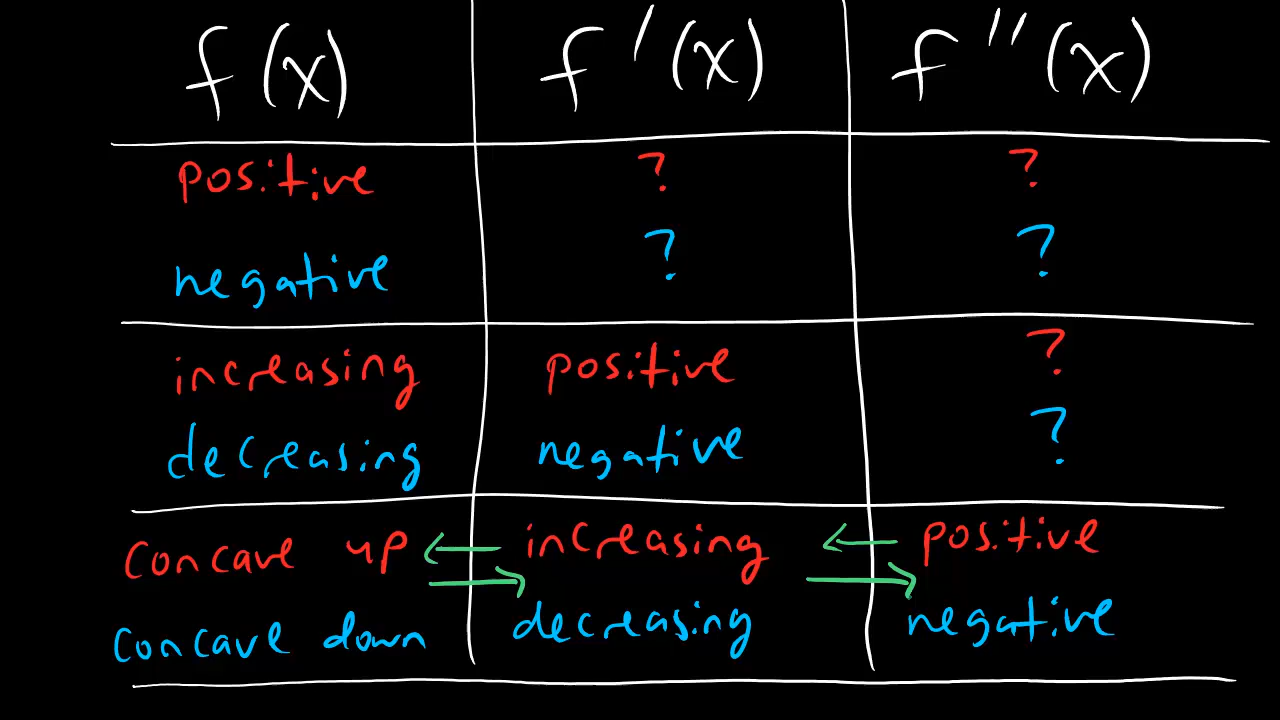 f(x) f'(x) f''(x)
positive ? ?
negative ? ?
increasing positive ?
decreasing negative ?
concave up ← → increasing ← → positive
concave down decreasing negative